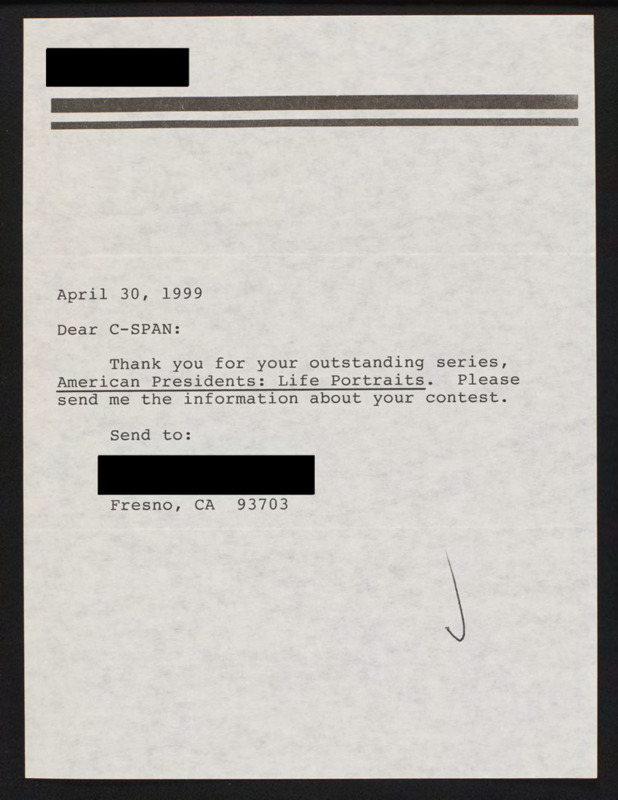 April 30, 1999
Dear C-SPAN:
Thank you for your outstanding series,
American Presidents: Life Portraits. Please
send me the information about your contest.
Send to:
Fresno, CA 93703